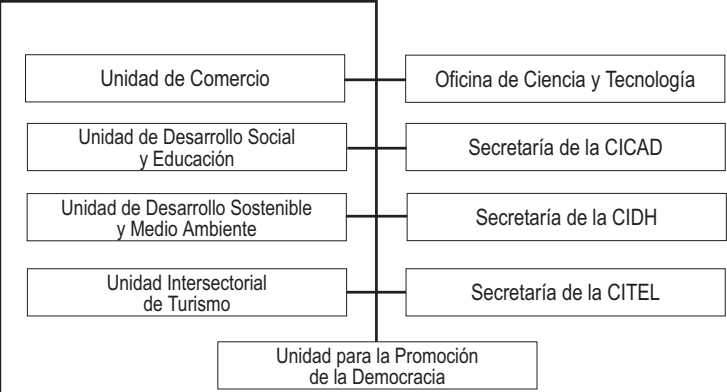 Unidad de Comercio
Oficina de Ciencia y Tecnología
Unidad de Desarrollo Social
y Educación
Secretaría de la CICAD
Unidad de Desarrollo Sostenible
y Medio Ambiente
Secretaría de la CIDH
Unidad Intersectorial
de Turismo
Secretaría de la CITEL
Unidad para la Promoción
de la Democracia